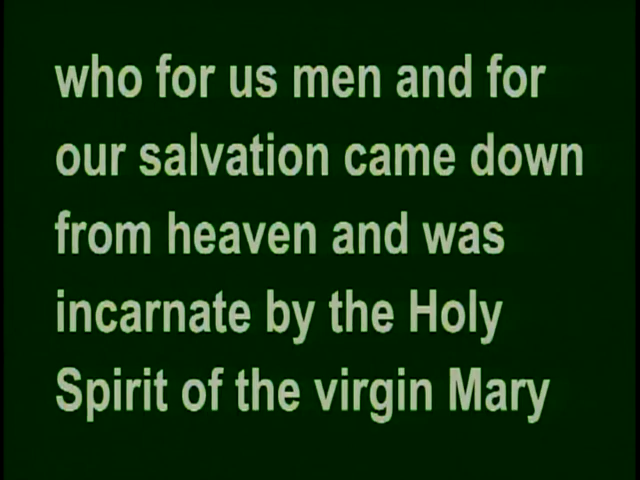 who for us men and for
our salvation came down
from heaven and was
incarnate by the Holy
Spirit of the virgin Mary